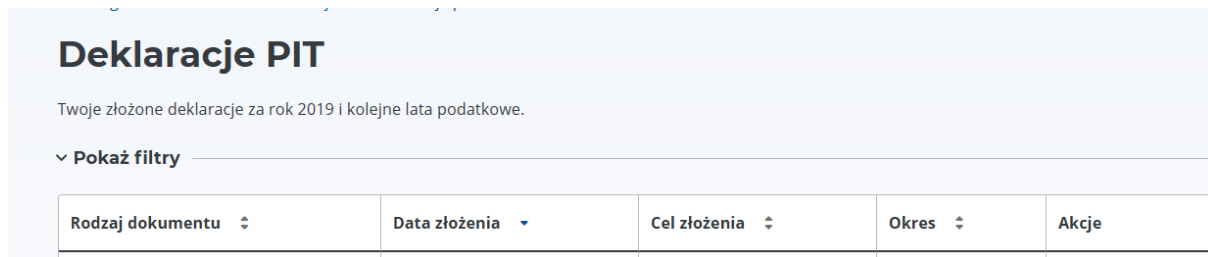 Deklaracje PIT
Twoje złożone deklaracje za rok 2019 i kolejne lata podatkowe.
Pokaż filtry
Rodzaj dokumentu Data złożenia Cel złożenia Okres Akcje